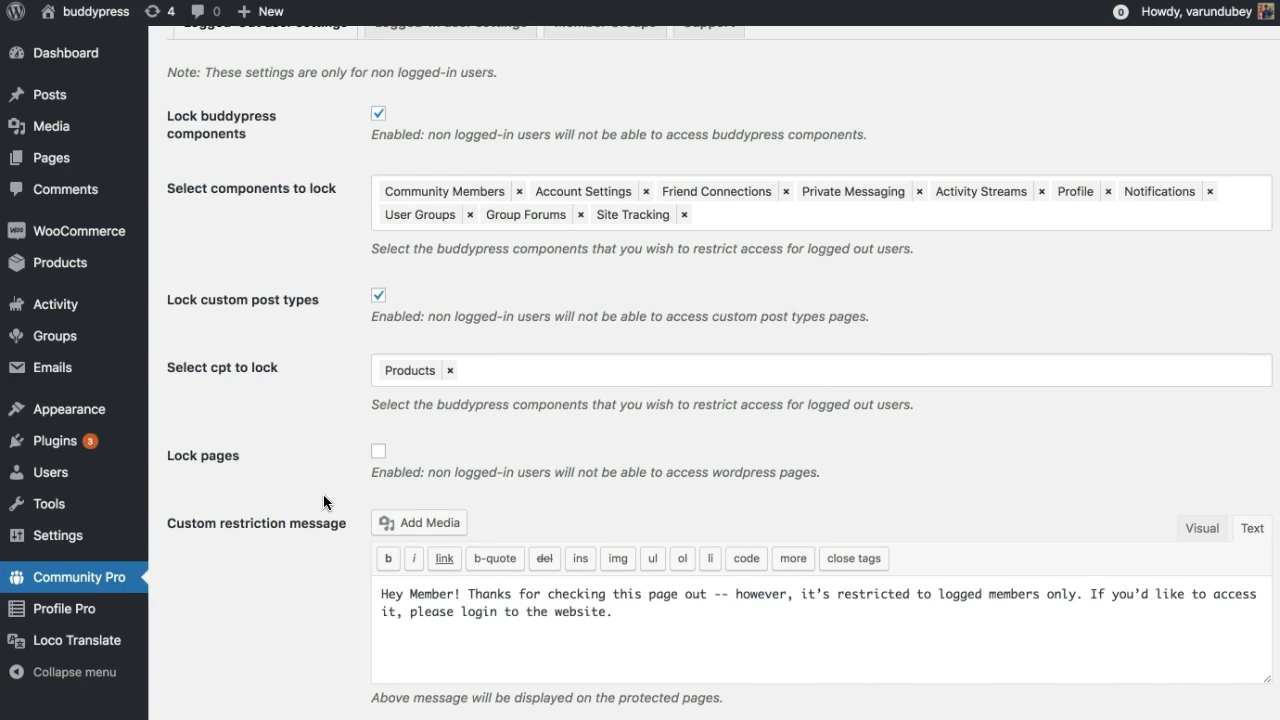 buddypress 4 0 + New 0 Howdy, varundubey
Dashboard
Posts
Media
Pages
Comments
WooCommerce
Products
Activity
Groups
Emails
Appearance
Plugins 3
Users
Tools
Settings
Community Pro
Profile Pro
Loco Translate
Collapse menu
Support
Note: These settings are only for non logged-in users.
Lock buddypress
components
Enabled: non logged-in users will not be able to access buddypress components.
Select components to lock
Community Members × Account Settings × Friend Connections × Private Messaging × Activity Streams × Profile × Notifications ×
User Groups × Group Forums × Site Tracking ×
Select the buddypress components that you wish to restrict access for logged out users.
Lock custom post types
Enabled: non logged-in users will not be able to access custom post types pages.
Select cpt to lock
Products ×
Select the buddypress components that you wish to restrict access for logged out users.
Lock pages
Enabled: non logged-in users will not be able to access wordpress pages.
Custom restriction message
Add Media
Visual Text
b i link b-quote del ins img ul ol li code more close tags
Hey Member! Thanks for checking this page out -- however, it’s restricted to logged members only. If you’d like to access
it, please login to the website.
Above message will be displayed on the protected pages.